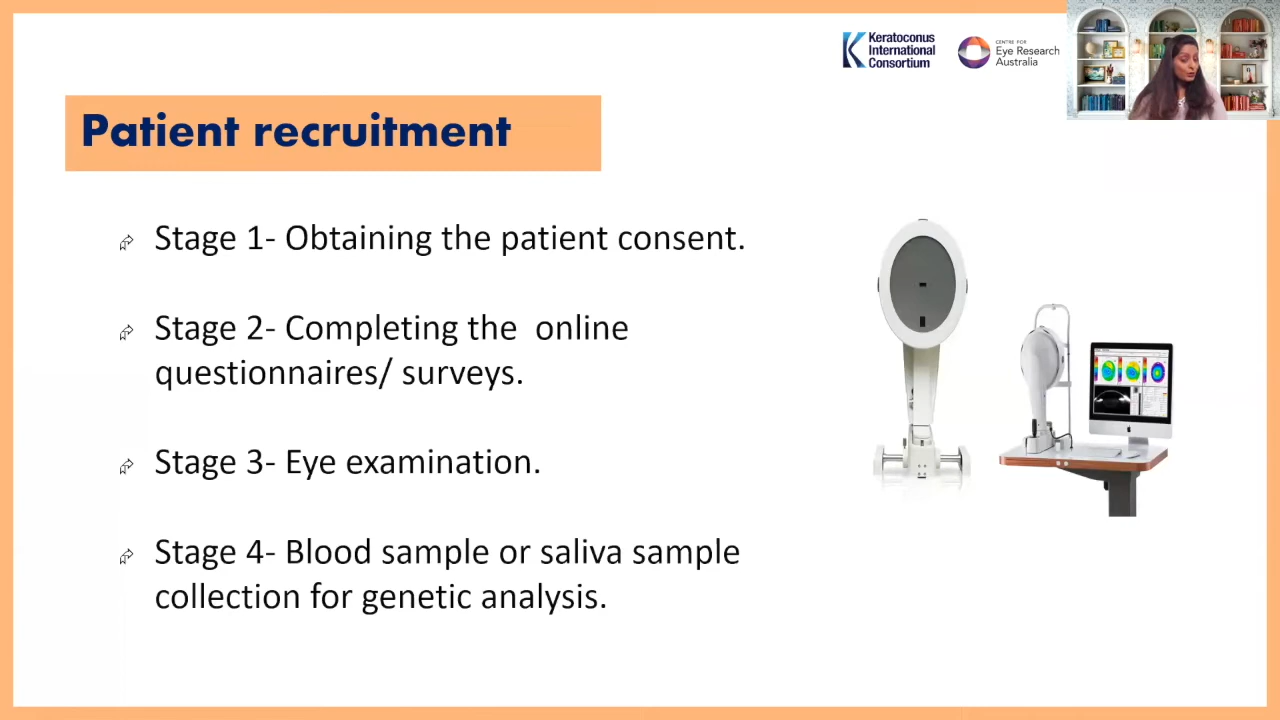 Keratoconus
International
Consortium
CENTRE FOR
Eye Research
Australia
Patient recruitment
Stage 1- Obtaining the patient consent.
Stage 2- Completing the online
questionnaires/ surveys.
Stage 3- Eye examination.
Stage 4- Blood sample or saliva sample
collection for genetic analysis.